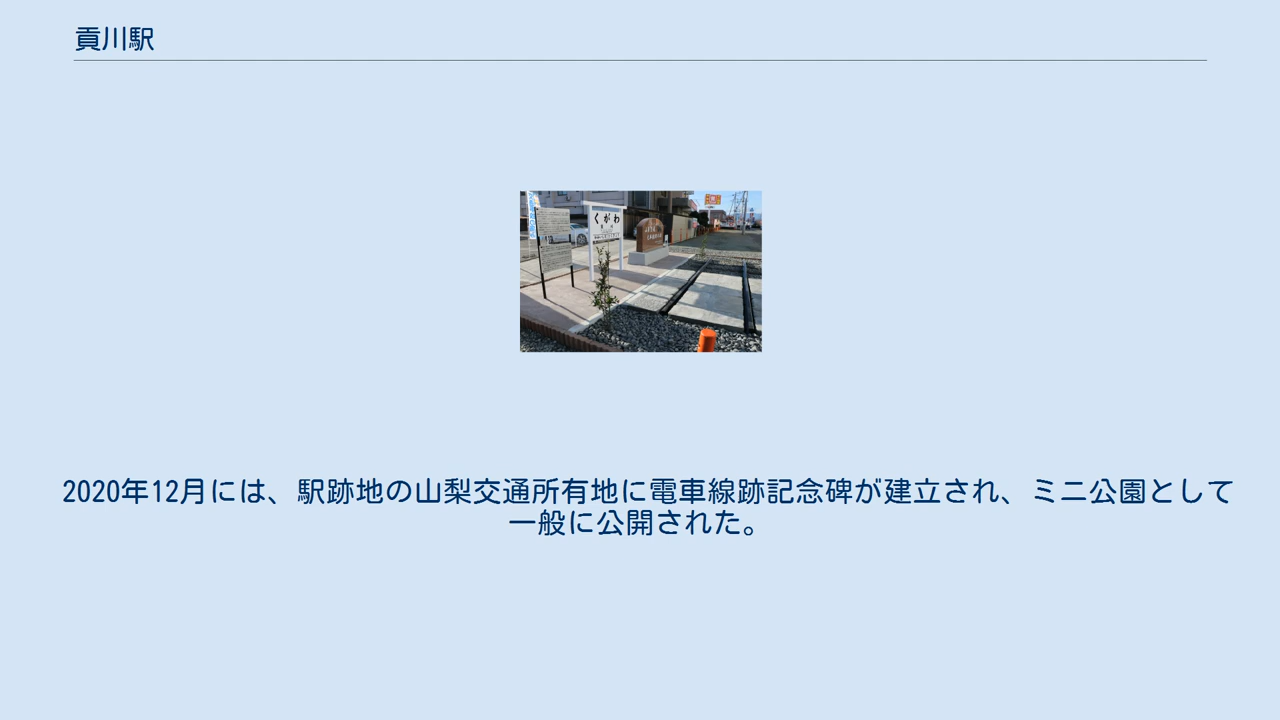 貢川駅
くがわ
2020年12月には、駅跡地の山梨交通所有地に電車線跡記念碑が建立され、ミニ公園として
一般に公開された。